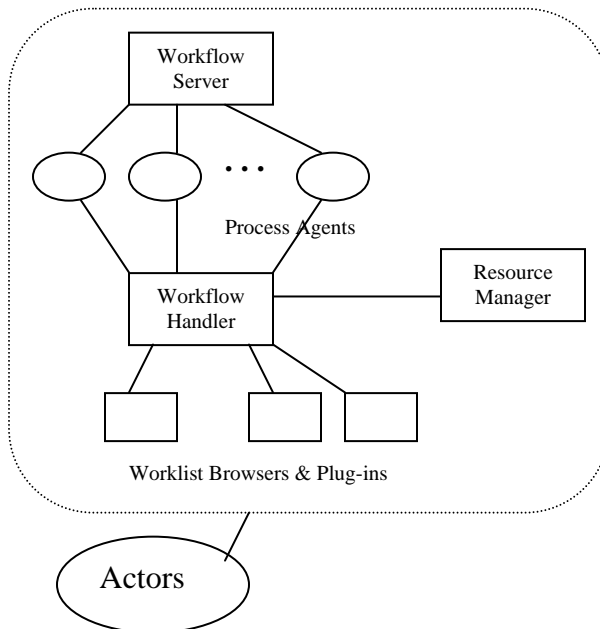 Workflow
Server
...
Process Agents
Workflow
Handler
Resource
Manager
Worklist Browsers & Plug-ins
Actors